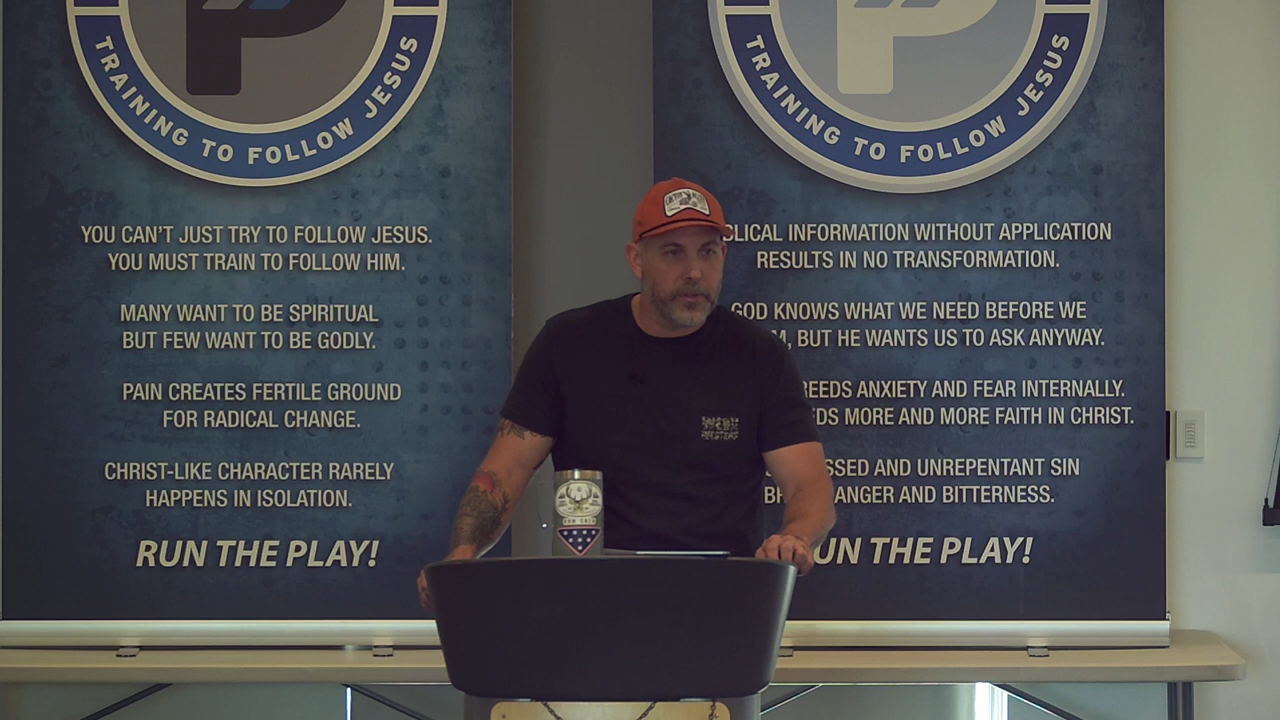 TRAINING TO FOLLOW JESUS
YOU CAN'T JUST TRY TO FOLLOW JESUS.
YOU MUST TRAIN TO FOLLOW HIM.
MANY WANT TO BE SPIRITUAL
BUT FEW WANT TO BE GODLY.
PAIN CREATES FERTILE GROUND
FOR RADICAL CHANGE.
CHRIST-LIKE CHARACTER RARELY
HAPPENS IN ISOLATION.
RUN THE PLAY!
TRAINING TO FOLLOW JESUS
INFORMATION WITHOUT APPLICATION
RESULTS IN NO TRANSFORMATION.
GOD KNOWS WHAT WE NEED BEFORE WE
BUT HE WANTS US TO ASK ANYWAY.
ANXIETY AND FEAR INTERNALLY.
MORE AND MORE FAITH IN CHRIST.
AND UNREPENTANT SIN
ANGER AND BITTERNESS.
THE PLAY!